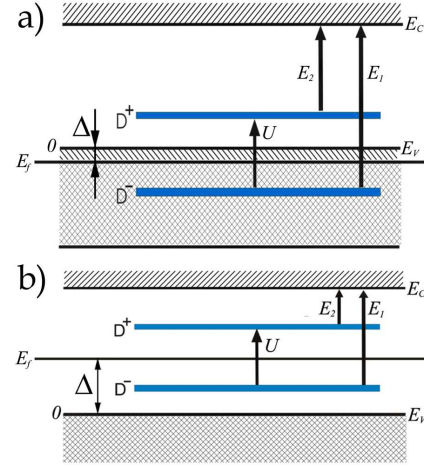 a)
E_C
E_2 E_1
D^+
Δ U
0 E_V
E_f
D^-
b)
E_C
E_2 E_1
D^+
U
E_f
Δ
D^-
0 E_V